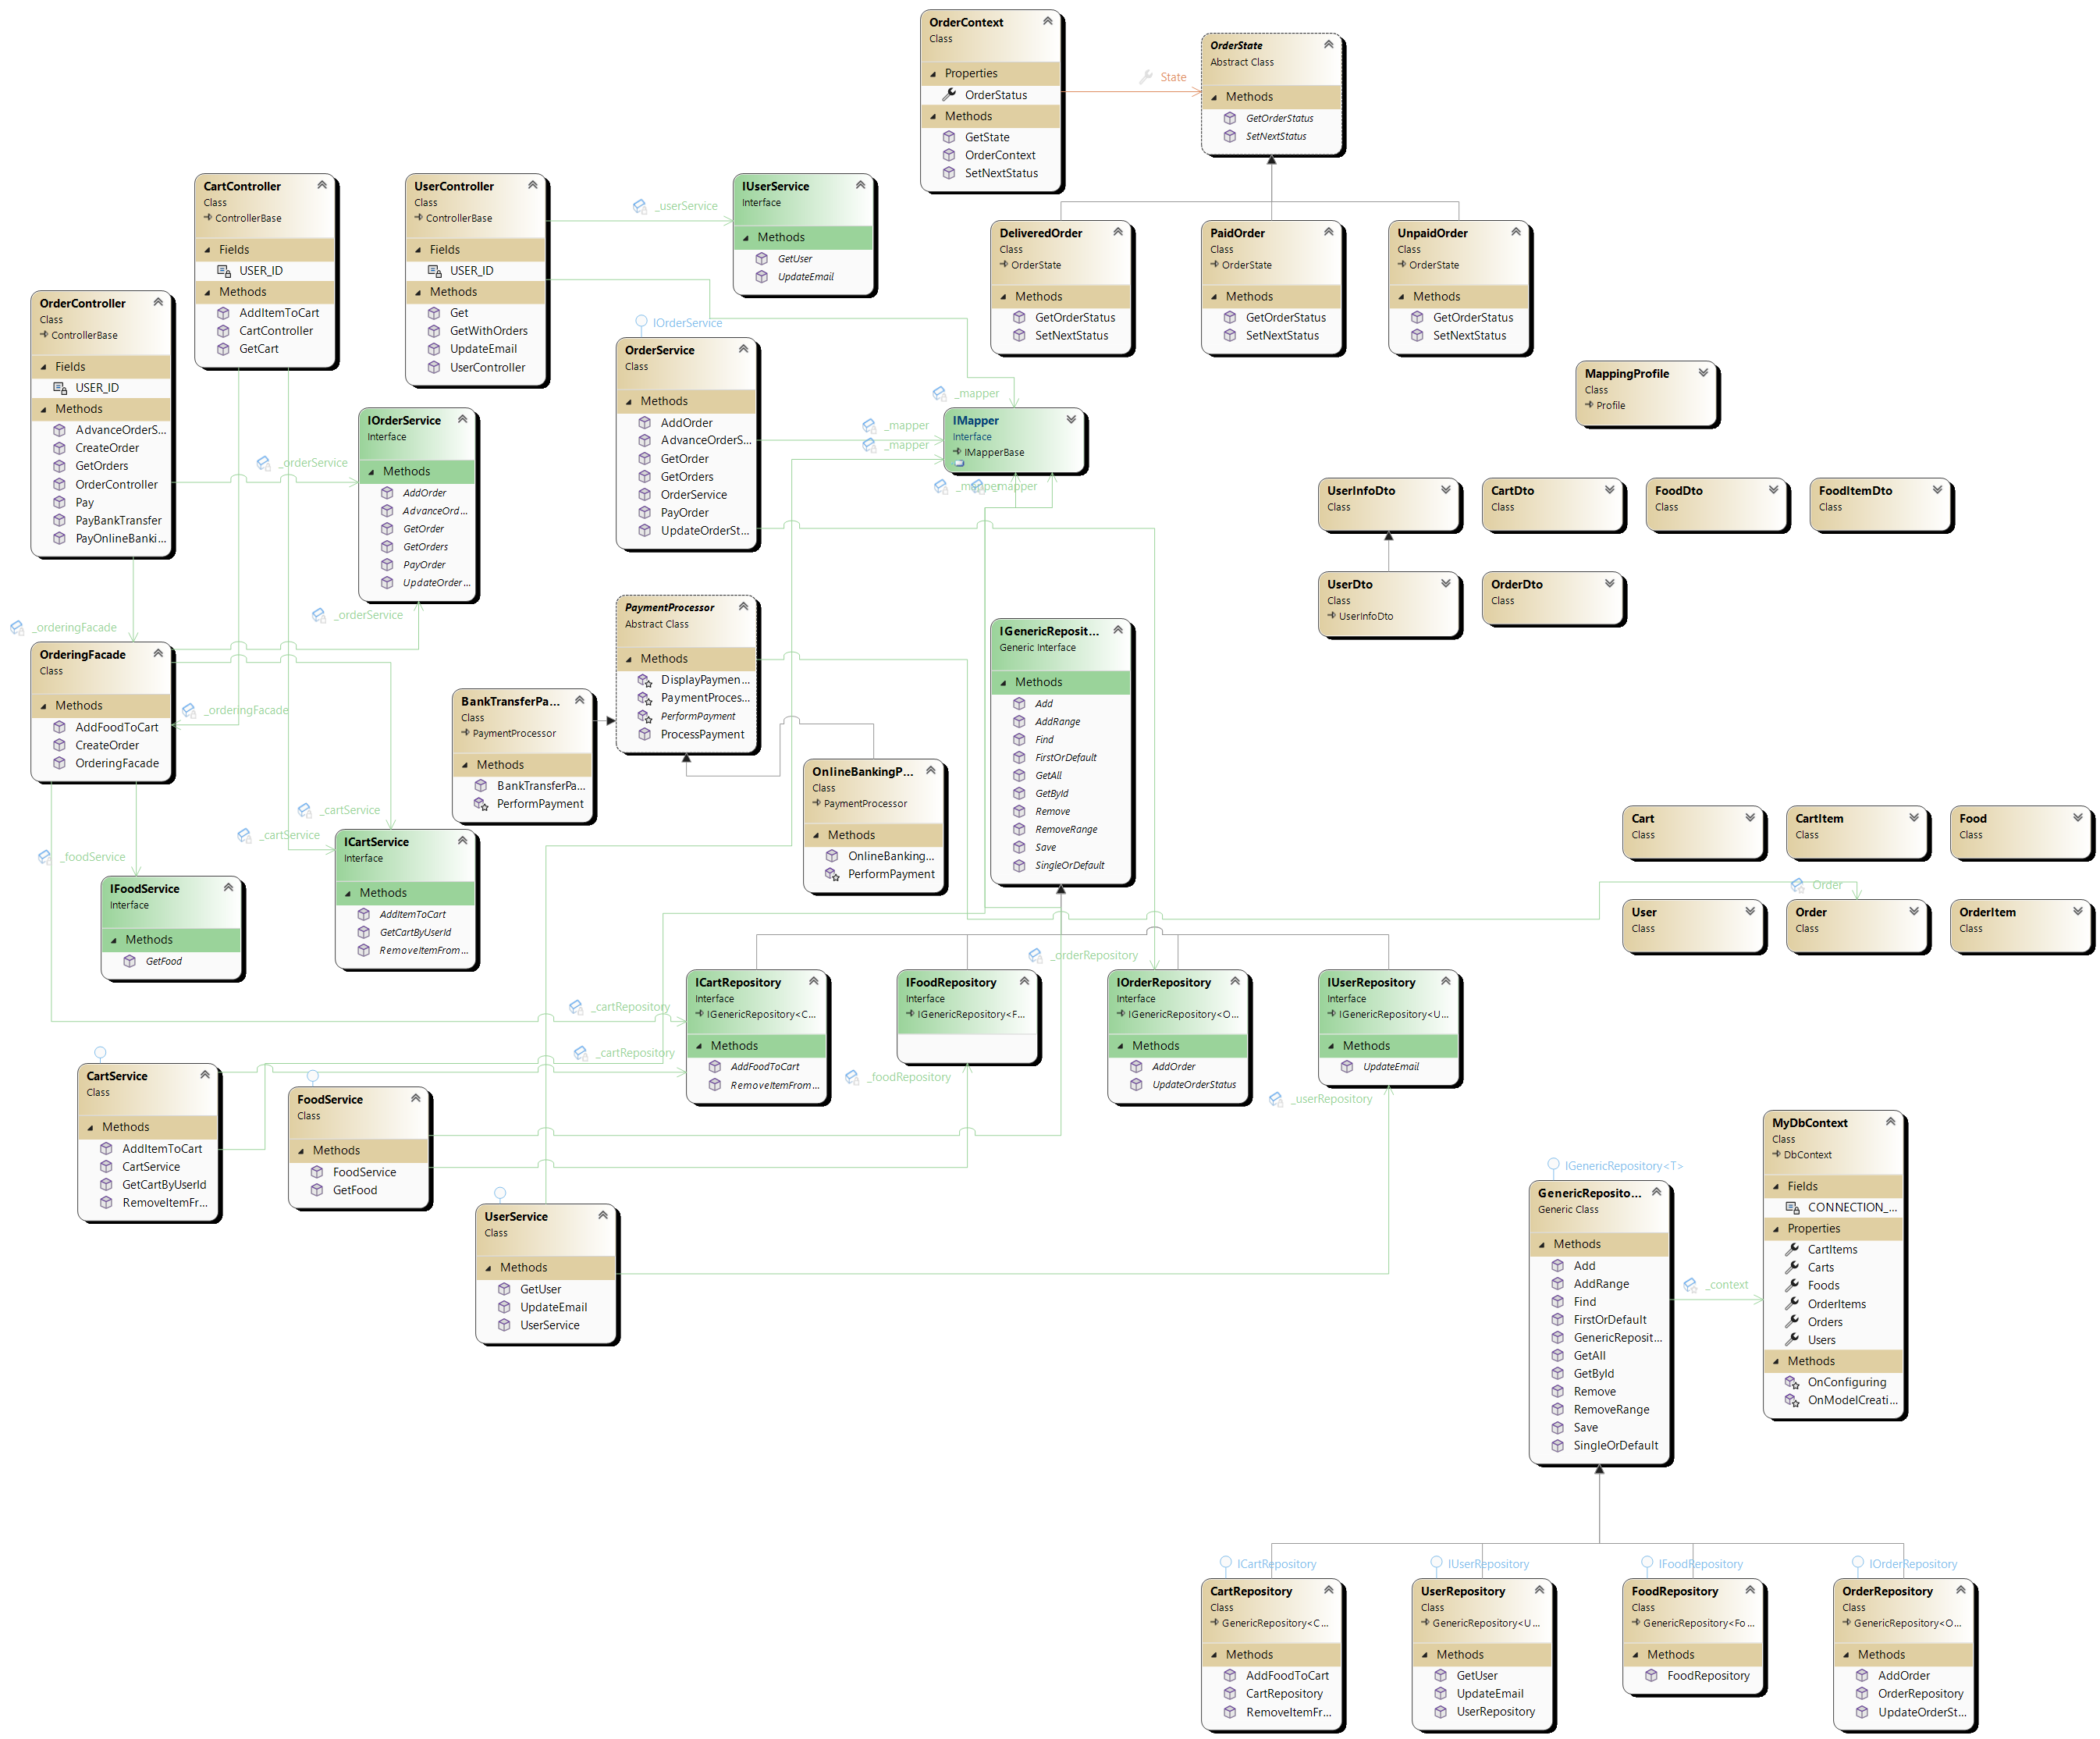 OrderContext
Class
Properties
OrderStatus
Methods
GetState
OrderContext
SetNextStatus
State
OrderState
Abstract Class
Methods
GetOrderStatus
SetNextStatus
CartController
Class
ControllerBase
Fields
USER_ID
Methods
AddItemToCart
CartController
GetCart
UserController
Class
ControllerBase
Fields
USER_ID
Methods
Get
GetWithOrders
UpdateEmail
UserController
_userService
IUserService
Interface
Methods
GetUser
UpdateEmail
DeliveredOrder
Class
OrderState
Methods
GetOrderStatus
SetNextStatus
PaidOrder
Class
OrderState
Methods
GetOrderStatus
SetNextStatus
UnpaidOrder
Class
OrderState
Methods
GetOrderStatus
SetNextStatus
OrderController
Class
ControllerBase
Fields
USER_ID
Methods
AdvanceOrderS...
CreateOrder
GetOrders
OrderController
Pay
PayBankTransfer
PayOnlineBanki...
_orderService
IOrderService
Interface
Methods
AddOrder
AdvanceOrd...
GetOrder
GetOrders
PayOrder
UpdateOrder...
IOrderService
OrderService
Class
Methods
AddOrder
AdvanceOrderS...
GetOrder
GetOrders
OrderService
PayOrder
UpdateOrderSt...
_mapper
_mapper
_mapper
IMapper
Interface
IMapperBase
_mapper
_mapper
MappingProfile
Class
Profile
UserInfoDto
Class
CartDto
Class
FoodDto
Class
FoodItemDto
Class
UserDto
Class
UserInfoDto
OrderDto
Class
_orderService
_orderingFacade
OrderingFacade
Class
Methods
AddFoodToCart
CreateOrder
OrderingFacade
_orderingFacade
PaymentProcessor
Abstract Class
Methods
DisplayPaymen...
PaymentProces...
PerformPayment
ProcessPayment
BankTransferPa...
Class
PaymentProcessor
Methods
BankTransferPa...
PerformPayment
OnlineBankingP...
Class
PaymentProcessor
Methods
OnlineBanking...
PerformPayment
IGenericReposit...
Generic Interface
Methods
Add
AddRange
Find
FirstOrDefault
GetAll
GetById
Remove
RemoveRange
Save
SingleOrDefault
_cartService
_cartService
_foodService
IFoodService
Interface
Methods
GetFood
ICartService
Interface
Methods
AddItemToCart
GetCartByUserId
RemoveItemFrom...
Cart
Class
CartItem
Class
Food
Class
Order
User
Class
Order
Class
OrderItem
Class
_orderRepository
_cartRepository
_cartRepository
ICartRepository
Interface
IGenericRepository<C...
Methods
AddFoodToCart
RemoveItemFrom...
_foodRepository
IFoodRepository
Interface
IGenericRepository<F...
IOrderRepository
Interface
IGenericRepository<O...
Methods
AddOrder
UpdateOrderStatus
_userRepository
IUserRepository
Interface
IGenericRepository<U...
Methods
UpdateEmail
CartService
Class
Methods
AddItemToCart
CartService
GetCartByUserId
RemoveItemFr...
FoodService
Class
Methods
FoodService
GetFood
UserService
Class
Methods
GetUser
UpdateEmail
UserService
IGenericRepository<T>
GenericReposito...
Generic Class
Methods
Add
AddRange
Find
FirstOrDefault
GenericReposit...
GetAll
GetById
Remove
RemoveRange
Save
SingleOrDefault
_context
MyDbContext
Class
DbContext
Fields
CONNECTION_...
Properties
CartItems
Carts
Foods
OrderItems
Orders
Users
Methods
OnConfiguring
OnModelCreati...
ICartRepository
CartRepository
Class
GenericRepository<C...
Methods
AddFoodToCart
CartRepository
RemoveItemFr...
IUserRepository
UserRepository
Class
GenericRepository<U...
Methods
GetUser
UpdateEmail
UserRepository
IFoodRepository
FoodRepository
Class
GenericRepository<Fo...
Methods
FoodRepository
IOrderRepository
OrderRepository
Class
GenericRepository<O...
Methods
AddOrder
OrderRepository
UpdateOrderSt...